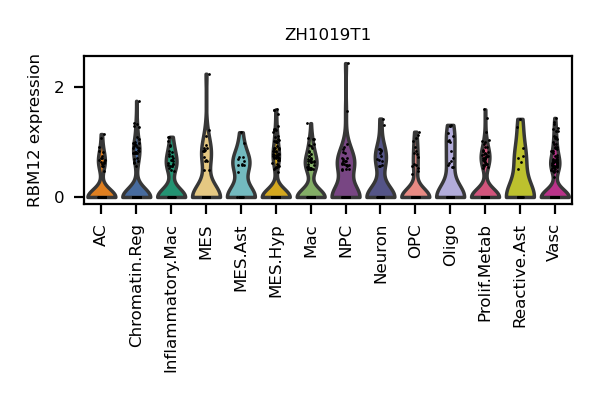 ZH1019T1
RBM12 expression
2
0
AC
Chromatin.Reg
Inflammatory.Mac
MES
MES.Ast
MES.Hyp
Mac
NPC
Neuron
OPC
Oligo
Prolif.Metab
Reactive.Ast
Vasc